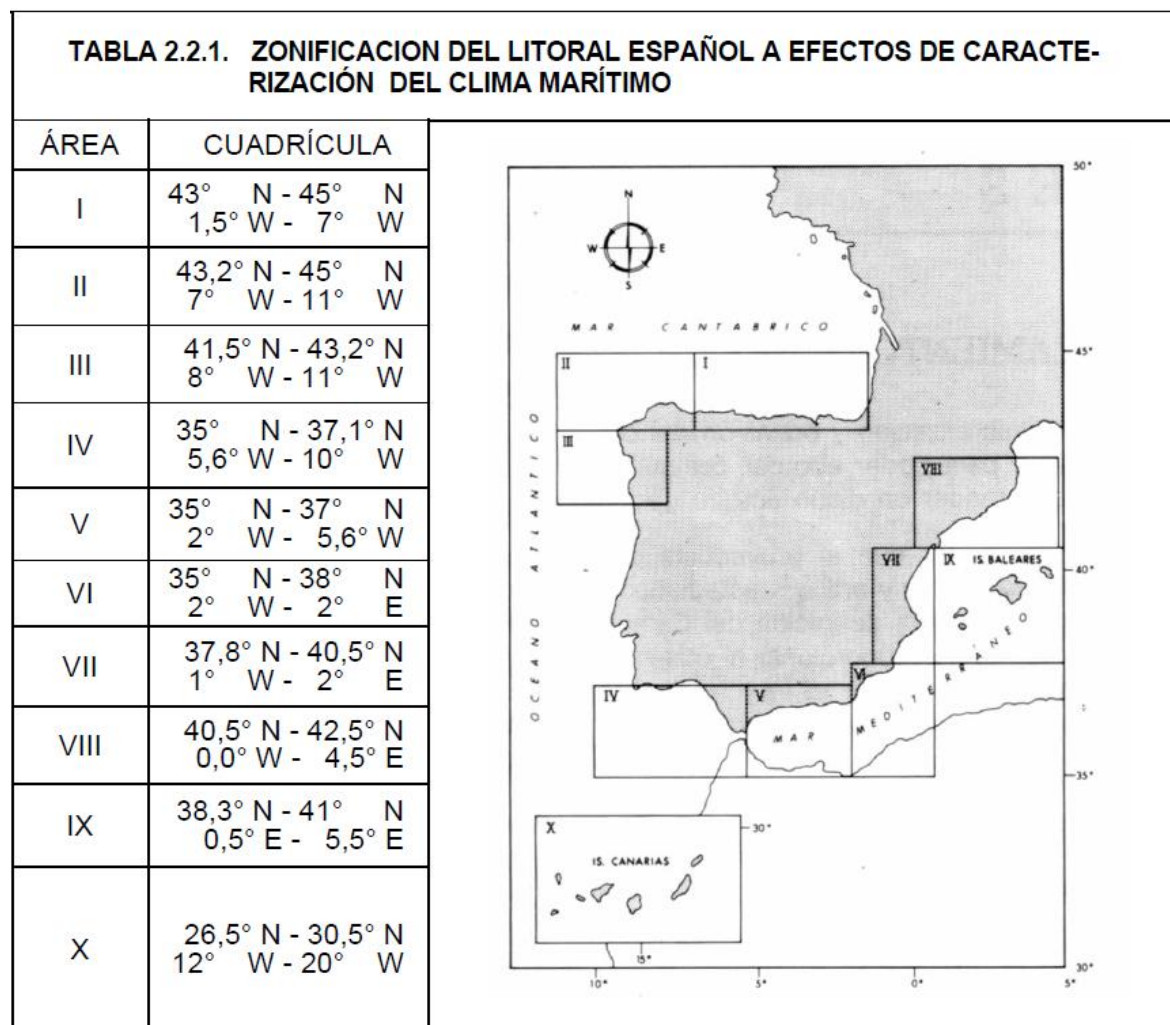 TABLA 2.2.1. ZONIFICACION DEL LITORAL ESPAÑOL A EFECTOS DE CARACTE-
RIZACIÓN DEL CLIMA MARÍTIMO
ÁREA CUADRÍCULA
I
43° N - 45° N
1,5° W - 7° W
II
43,2° N - 45° N
7° W - 11° W
III
41,5° N - 43,2° N
8° W - 11° W
IV
35° N - 37,1° N
5,6° W - 10° W
V
35° N - 37° N
2° W - 5,6° W
VI
35° N - 38° N
2° W - 2° E
VII
37,8° N - 40,5° N
1° W - 2° E
VIII
40,5° N - 42,5° N
0,0° W - 4,5° E
IX
38,3° N - 41° N
0,5° E - 5,5° E
X
26,5° N - 30,5° N
12° W - 20° W
50°
N
W E
S
MAR CANTABRICO
45°
II I
III
OCEANO ATLANTICO
VIII
VII IX IS. BALEARES
40°
VI
IV V
MAR MEDITERRÁNEO
35°
X
30°
IS. CANARIAS
15°
30°
10° 5° 0° 5°